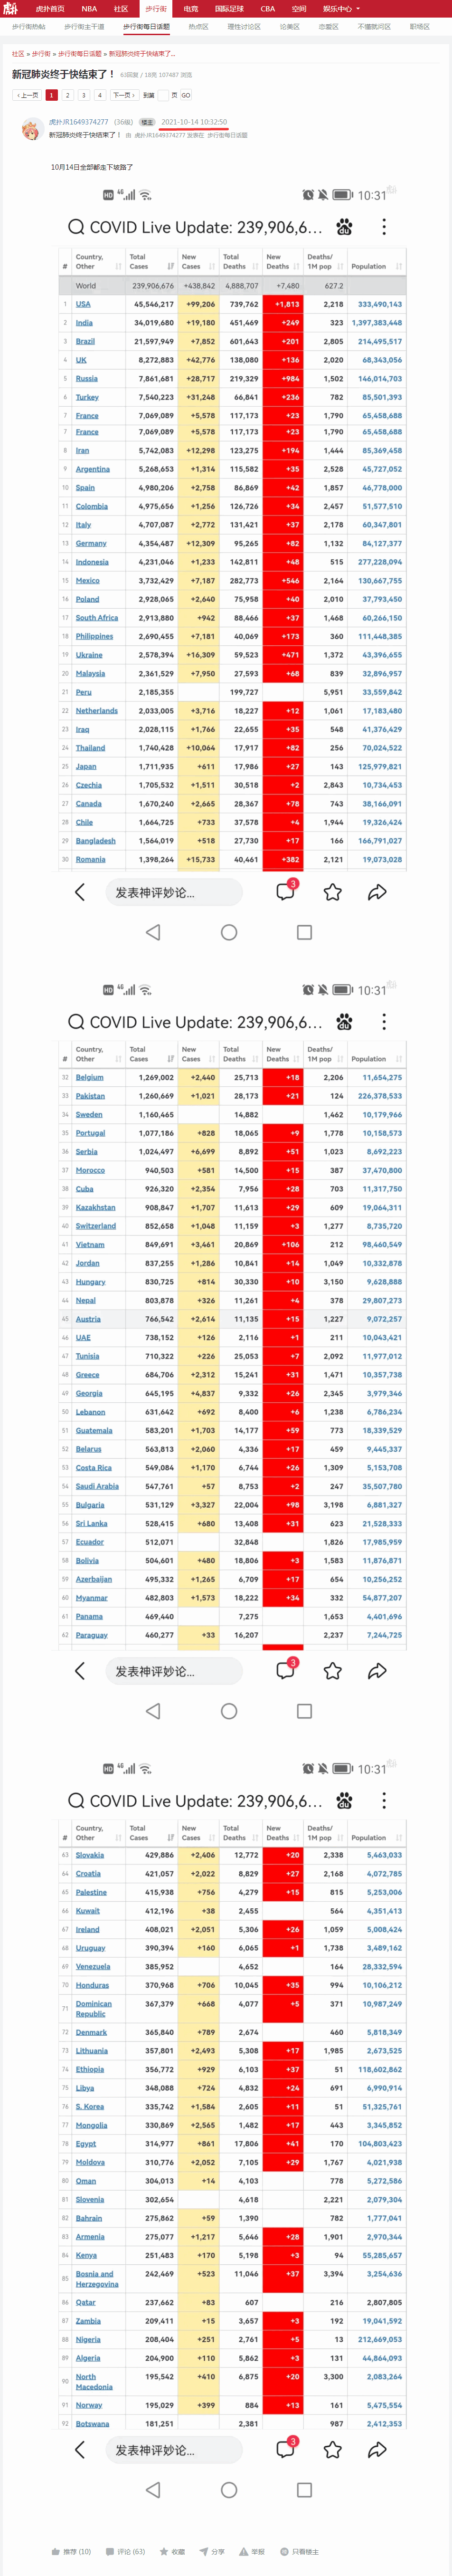 虎扑首页 NBA 社区 步行街 电竞 国际足球 CBA 空间 娱乐中心
步行街热帖 步行街主干道 步行街每日话题 热点区 理性讨论区 论美区 恋爱区 不懂就问区 职场区
社区 » 步行街 » 步行街每日话题 » 新冠肺炎终于快结束了...
新冠肺炎终于快结束了！ 63回复 / 18亮 107487 浏览
‹ 上一页 1 2 3 4 下一页 › 到第 页 GO
虎扑JR1649374277 (36级) 楼主 2021-10-14 10:32:50
新冠肺炎终于快结束了！ 由 虎扑JR1649374277 发表在 步行街每日话题
10月14日全部都走下坡路了
HD 4G 10:31
COVID Live Update: 239,906,6...
# Country, Other Total Cases New Cases Total Deaths New Deaths Deaths/ 1M pop Population
World 239,906,676 +438,842 4,888,707 +7,480 627.2
1 USA 45,546,217 +99,206 739,762 +1,813 2,218 333,490,143
2 India 34,019,680 +19,180 451,469 +249 323 1,397,383,448
3 Brazil 21,597,949 +7,852 601,643 +201 2,805 214,495,517
4 UK 8,272,883 +42,776 138,080 +136 2,020 68,343,056
5 Russia 7,861,681 +28,717 219,329 +984 1,502 146,014,703
6 Turkey 7,540,223 +31,248 66,841 +236 782 85,501,393
7 France 7,069,089 +5,578 117,173 +23 1,790 65,458,688
7 France 7,069,089 +5,578 117,173 +23 1,790 65,458,688
8 Iran 5,742,083 +12,298 123,275 +194 1,444 85,369,458
9 Argentina 5,268,653 +1,314 115,582 +35 2,528 45,727,052
10 Spain 4,980,206 +2,758 86,869 +42 1,857 46,778,000
11 Colombia 4,975,656 +1,256 126,726 +34 2,457 51,577,510
12 Italy 4,707,087 +2,772 131,421 +37 2,178 60,347,801
13 Germany 4,354,487 +12,309 95,265 +82 1,132 84,127,377
14 Indonesia 4,231,046 +1,233 142,811 +48 515 277,228,094
15 Mexico 3,732,429 +7,187 282,773 +546 2,164 130,667,755
16 Poland 2,928,065 +2,640 75,958 +40 2,010 37,793,450
17 South Africa 2,913,880 +942 88,466 +37 1,468 60,266,150
18 Philippines 2,690,455 +7,181 40,069 +173 360 111,448,385
19 Ukraine 2,578,394 +16,309 59,523 +471 1,372 43,396,655
20 Malaysia 2,361,529 +7,950 27,593 +68 839 32,896,957
21 Peru 2,185,355 199,727 5,951 33,559,842
22 Netherlands 2,033,005 +3,716 18,227 +12 1,061 17,183,480
23 Iraq 2,028,115 +1,766 22,655 +35 548 41,376,429
24 Thailand 1,740,428 +10,064 17,917 +82 256 70,024,522
25 Japan 1,711,935 +611 17,986 +27 143 125,979,821
26 Czechia 1,705,532 +1,511 30,518 +2 2,843 10,734,453
27 Canada 1,670,240 +2,665 28,367 +78 743 38,166,091
28 Chile 1,664,725 +733 37,578 +4 1,944 19,326,424
29 Bangladesh 1,564,019 +518 27,730 +17 166 166,791,027
30 Romania 1,398,264 +15,733 40,461 +382 2,121 19,073,028
发表神评妙论... 3
HD 4G 10:31
COVID Live Update: 239,906,6...
# Country, Other Total Cases New Cases Total Deaths New Deaths Deaths/ 1M pop Population
32 Belgium 1,269,002 +2,440 25,713 +18 2,206 11,654,275
33 Pakistan 1,260,669 +1,021 28,173 +21 124 226,378,533
34 Sweden 1,160,465 14,882 1,462 10,179,966
35 Portugal 1,077,186 +828 18,065 +9 1,778 10,158,573
36 Serbia 1,024,497 +6,699 8,892 +51 1,023 8,692,223
37 Morocco 940,503 +581 14,500 +15 387 37,470,800
38 Cuba 926,320 +2,354 7,956 +28 703 11,317,750
39 Kazakhstan 908,847 +1,707 11,613 +29 609 19,064,311
40 Switzerland 852,658 +1,048 11,159 +3 1,277 8,735,720
41 Vietnam 849,691 +3,461 20,869 +106 212 98,460,549
42 Jordan 837,255 +1,286 10,841 +14 1,049 10,332,878
43 Hungary 830,725 +814 30,330 +10 3,150 9,628,888
44 Nepal 803,878 +326 11,261 +4 378 29,807,273
45 Austria 766,542 +2,614 11,135 +15 1,227 9,072,257
46 UAE 738,152 +126 2,116 +1 211 10,043,421
47 Tunisia 710,322 +226 25,053 +7 2,092 11,977,012
48 Greece 684,706 +2,312 15,241 +31 1,471 10,357,738
49 Georgia 645,195 +4,837 9,332 +26 2,345 3,979,346
50 Lebanon 631,642 +692 8,400 +6 1,238 6,786,234
51 Guatemala 583,201 +1,703 14,177 +59 773 18,339,529
52 Belarus 563,813 +2,060 4,336 +17 459 9,445,337
53 Costa Rica 549,084 +1,170 6,744 +26 1,309 5,153,708
54 Saudi Arabia 547,761 +57 8,753 +2 247 35,507,780
55 Bulgaria 531,129 +3,327 22,004 +98 3,198 6,881,327
56 Sri Lanka 528,415 +680 13,408 +31 623 21,528,333
57 Ecuador 512,071 32,848 1,826 17,985,959
58 Bolivia 504,601 +480 18,806 +3 1,583 11,876,871
59 Azerbaijan 495,332 +1,265 6,709 +17 654 10,256,252
60 Myanmar 482,803 +1,573 18,222 +34 332 54,877,207
61 Panama 469,440 7,275 1,653 4,401,696
62 Paraguay 460,277 +33 16,207 2,237 7,244,725
发表神评妙论... 3
HD 4G 10:31
COVID Live Update: 239,906,6...
# Country, Other Total Cases New Cases Total Deaths New Deaths Deaths/ 1M pop Population
63 Slovakia 429,886 +2,406 12,772 +20 2,338 5,463,033
64 Croatia 421,057 +2,022 8,829 +27 2,168 4,072,785
65 Palestine 415,938 +756 4,279 +15 815 5,253,006
66 Kuwait 412,196 +38 2,455 564 4,351,413
67 Ireland 408,021 +2,051 5,306 +26 1,059 5,008,424
68 Uruguay 390,394 +160 6,065 +1 1,738 3,489,162
69 Venezuela 385,952 4,652 164 28,332,594
70 Honduras 370,968 +706 10,045 +35 994 10,106,212
71 Dominican Republic 367,379 +668 4,077 +5 371 10,987,249
72 Denmark 365,840 +789 2,674 460 5,818,349
73 Lithuania 357,801 +2,493 5,308 +17 1,985 2,673,525
74 Ethiopia 356,772 +929 6,103 +37 51 118,602,862
75 Libya 348,088 +724 4,832 +24 691 6,990,914
76 S. Korea 335,742 +1,584 2,605 +11 51 51,325,761
77 Mongolia 330,869 +2,565 1,482 +17 443 3,345,852
78 Egypt 314,977 +861 17,806 +41 170 104,803,423
79 Moldova 310,776 +2,052 7,105 +29 1,767 4,021,938
80 Oman 304,013 +14 4,103 778 5,272,586
81 Slovenia 302,654 4,618 2,221 2,079,304
82 Bahrain 275,862 +59 1,390 782 1,777,041
83 Armenia 275,077 +1,217 5,646 +28 1,901 2,970,344
84 Kenya 251,483 +170 5,198 +3 94 55,285,657
85 Bosnia and Herzegovina 242,469 +523 11,046 +37 3,394 3,254,636
86 Qatar 237,662 +83 607 216 2,807,805
87 Zambia 209,411 +15 3,657 +3 192 19,041,592
88 Nigeria 208,404 +251 2,761 +5 13 212,669,053
89 Algeria 204,900 +110 5,862 +3 131 44,864,093
90 North Macedonia 195,542 +410 6,875 +20 3,300 2,083,264
91 Norway 195,029 +399 884 +13 161 5,475,554
92 Botswana 181,251 2,381 987 2,412,353
发表神评妙论... 3
推荐 (10) 评论 (63) 收藏 分享 举报 只看楼主